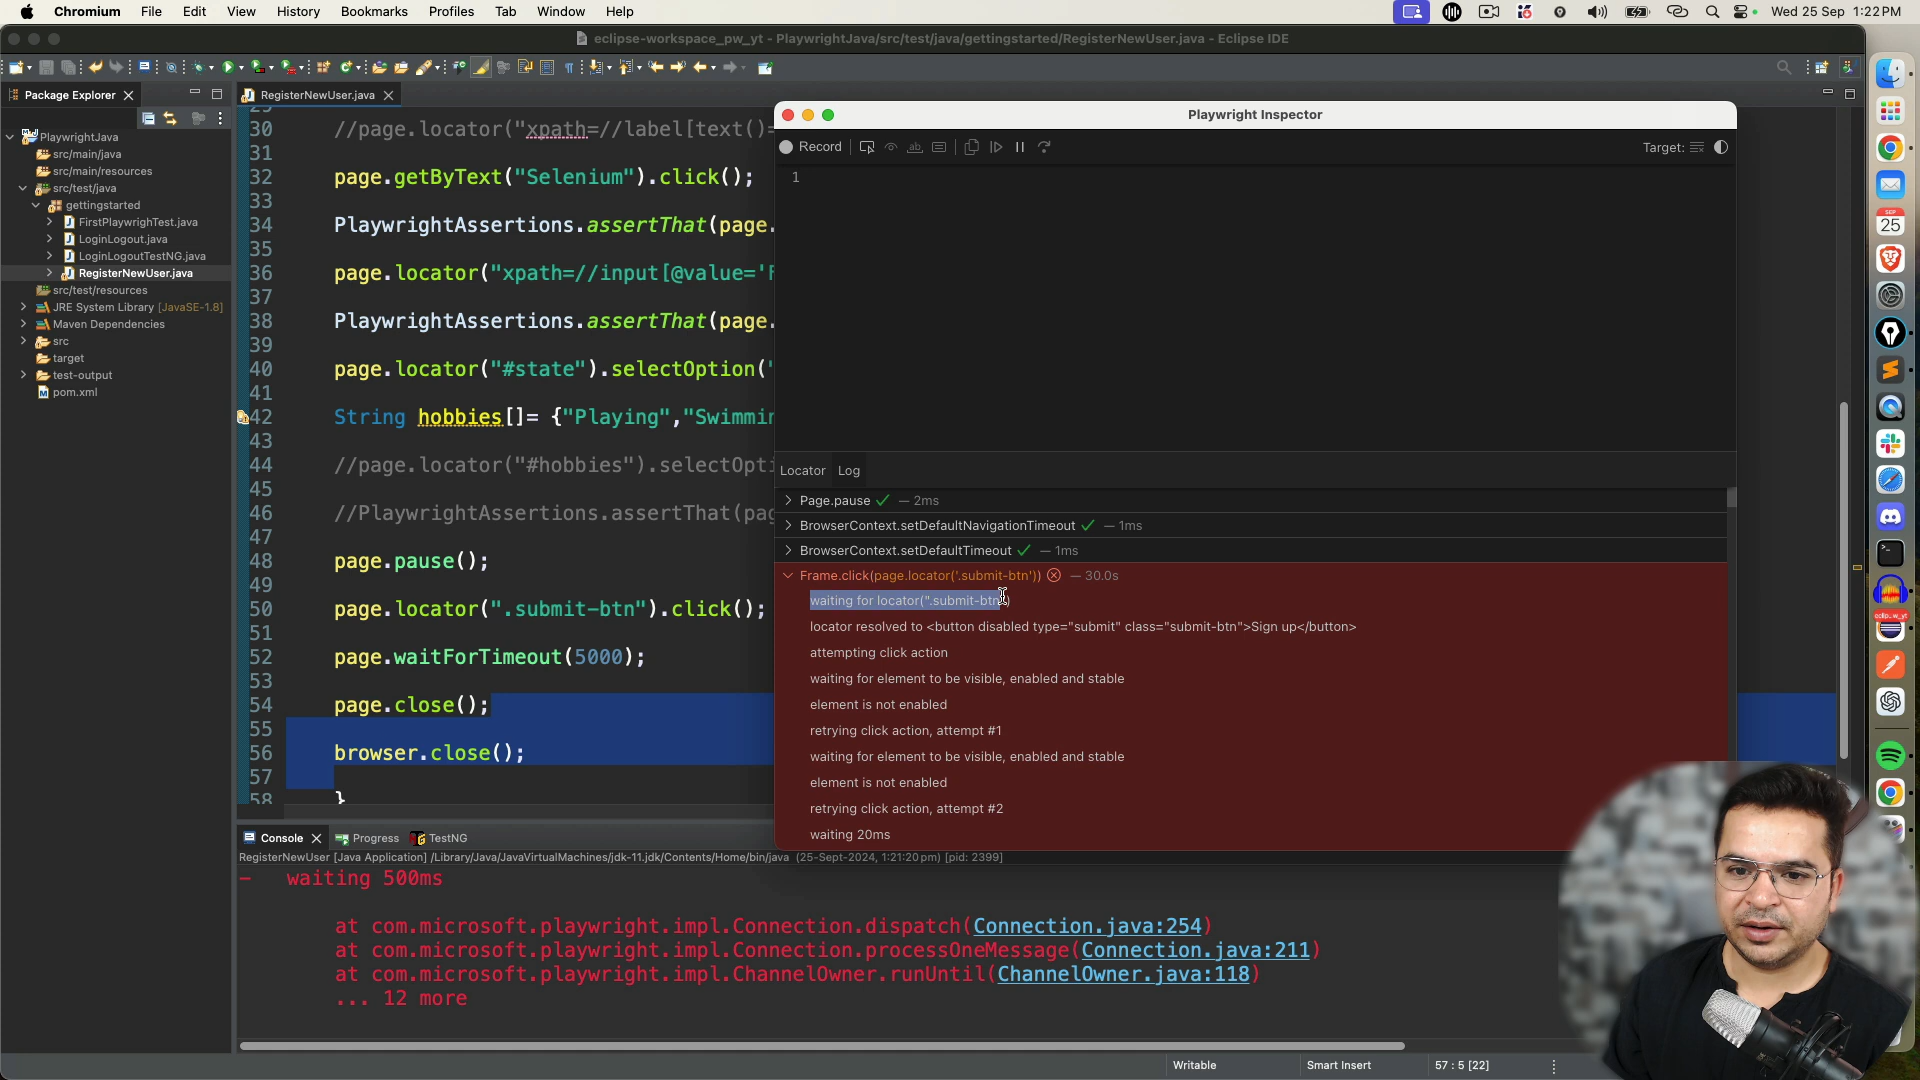 Chromium File Edit View History Bookmarks Profiles Tab Window Help
Wed 25 Sep 1:22 PM
eclipse-workspace_pw_yt - PlaywrightJava/src/test/java/gettingstarted/RegisterNewUser.java - Eclipse IDE
Package Explorer
RegisterNewUser.java
PlaywrightJava
src/main/java
src/main/resources
src/test/java
gettingstarted
FirstPlaywrighTest.java
LoginLogout.java
LoginLogoutTestNG.java
RegisterNewUser.java
src/test/resources
JRE System Library [JavaSE-1.8]
Maven Dependencies
src
target
test-output
pom.xml
29
30 //page.locator("xpath=//label[text()=
31
32 page.getByText("Selenium").click();
33
34 PlaywrightAssertions.assertThat(page.
35
36 page.locator("xpath=//input[@value='
37
38 PlaywrightAssertions.assertThat(page.
39
40 page.locator("#state").selectOption("
41
42 String hobbies[]= {"Playing","Swimmin
43
44 //page.locator("#hobbies").selectOpti
45
46 //PlaywrightAssertions.assertThat(pag
47
48 page.pause();
49
50 page.locator(".submit-btn").click();
51
52 page.waitForTimeout(5000);
53
54 page.close();
55
56 browser.close();
57
58 }
Playwright Inspector
Record
Target:
1
Locator Log
Page.pause — 2ms
BrowserContext.setDefaultNavigationTimeout — 1ms
BrowserContext.setDefaultTimeout — 1ms
Frame.click(page.locator('.submit-btn')) — 30.0s
waiting for locator(".submit-btn")
locator resolved to <button disabled type="submit" class="submit-btn">Sign up</button>
attempting click action
waiting for element to be visible, enabled and stable
element is not enabled
retrying click action, attempt #1
waiting for element to be visible, enabled and stable
element is not enabled
retrying click action, attempt #2
waiting 20ms
Console Progress TestNG
RegisterNewUser [Java Application] /Library/Java/JavaVirtualMachines/jdk-11.jdk/Contents/Home/bin/java (25-Sept-2024, 1:21:20 pm) [pid: 2399]
- waiting 500ms
at com.microsoft.playwright.impl.Connection.dispatch(Connection.java:254)
at com.microsoft.playwright.impl.Connection.processOneMessage(Connection.java:211)
at com.microsoft.playwright.impl.ChannelOwner.runUntil(ChannelOwner.java:118)
... 12 more
Writable
Smart Insert
57 : 5 [22]
SEP
25